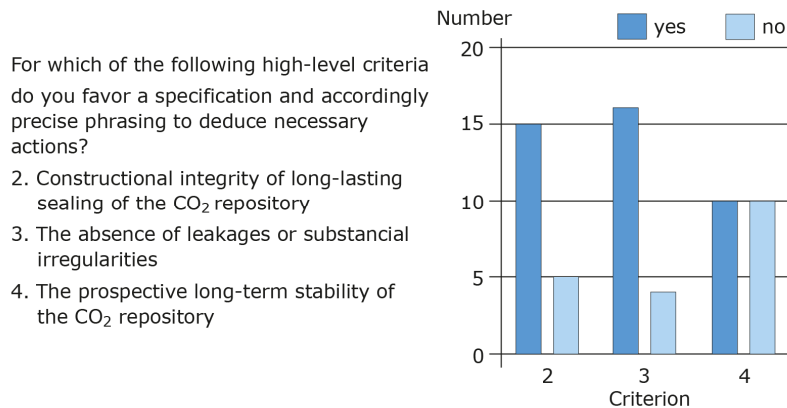 For which of the following high-level criteria
do you favor a specification and accordingly
precise phrasing to deduce necessary
actions?
2. Constructional integrity of long-lasting
sealing of the CO₂ repository
3. The absence of leakages or substancial
irregularities
4. The prospective long-term stability of
the CO₂ repository
Number
yes
no
20
15
10
5
0
2
3
4
Criterion